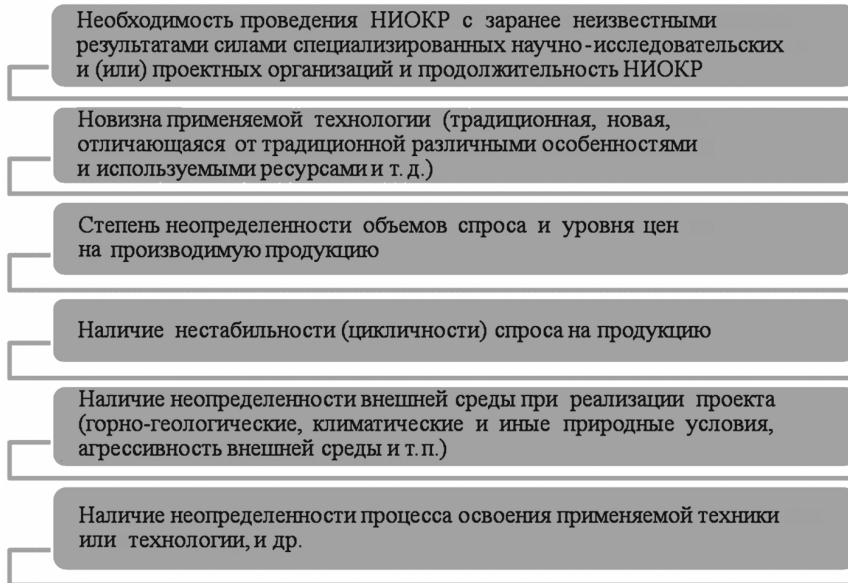 Необходимость проведения НИОКР с заранее неизвестными
результатами силами специализированных научно-исследовательских
и (или) проектных организаций и продолжительность НИОКР
Новизна применяемой технологии (традиционная, новая,
отличающаяся от традиционной различными особенностями
и используемыми ресурсами и т. д.)
Степень неопределенности объемов спроса и уровня цен
на производимую продукцию
Наличие нестабильности (цикличности) спроса на продукцию
Наличие неопределенности внешней среды при реализации проекта
(горно-геологические, климатические и иные природные условия,
агрессивность внешней среды и т.п.)
Наличие неопределенности процесса освоения применяемой техники
или технологии, и др.